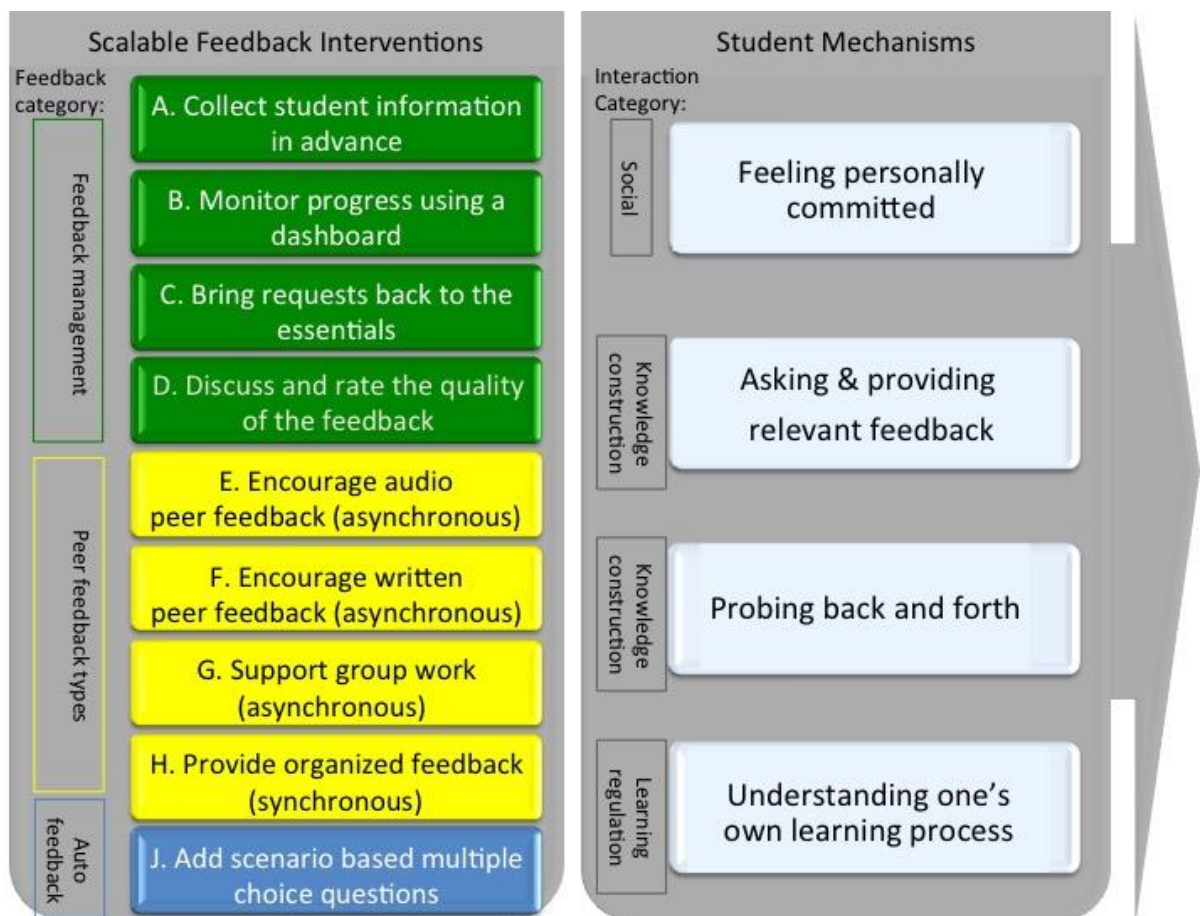 Scalable Feedback Interventions
Feedback
category:
Feedback management
A. Collect student information
in advance
B. Monitor progress using a
dashboard
C. Bring requests back to the
essentials
D. Discuss and rate the quality
of the feedback
Peer feedback types
E. Encourage audio
peer feedback (asynchronous)
F. Encourage written
peer feedback (asynchronous)
G. Support group work
(asynchronous)
H. Provide organized feedback
(synchronous)
Auto
feedback
J. Add scenario based multiple
choice questions
Student Mechanisms
Interaction
Category:
Social
Feeling personally
committed
Knowledge
construction
Asking & providing
relevant feedback
Knowledge
construction
Probing back and forth
Learning
regulation
Understanding one's
own learning process